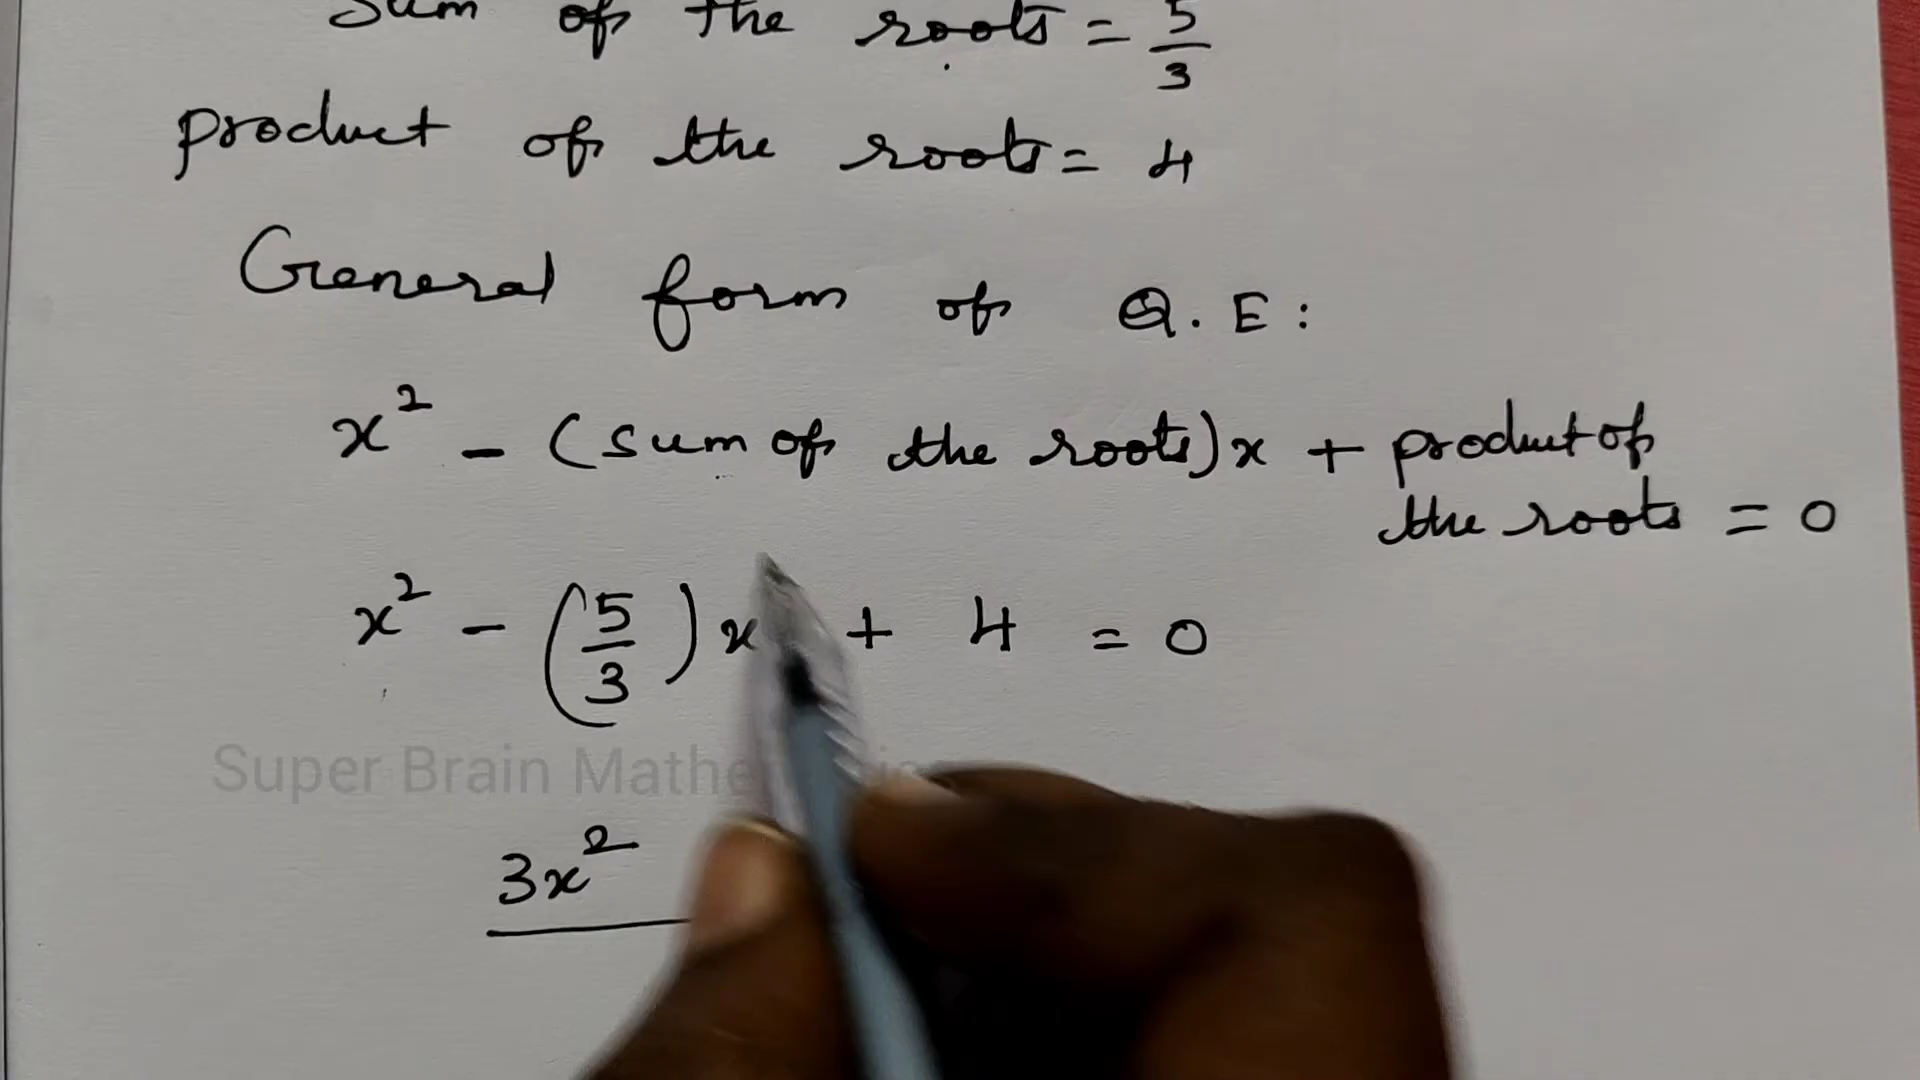 Sum of the roots = 5/3
product of the roots = 4
General form of Q.E:
x² - (sum of the roots)x + product of
the roots = 0
x² - (5/3)x + 4 = 0
Super Brain
3x²